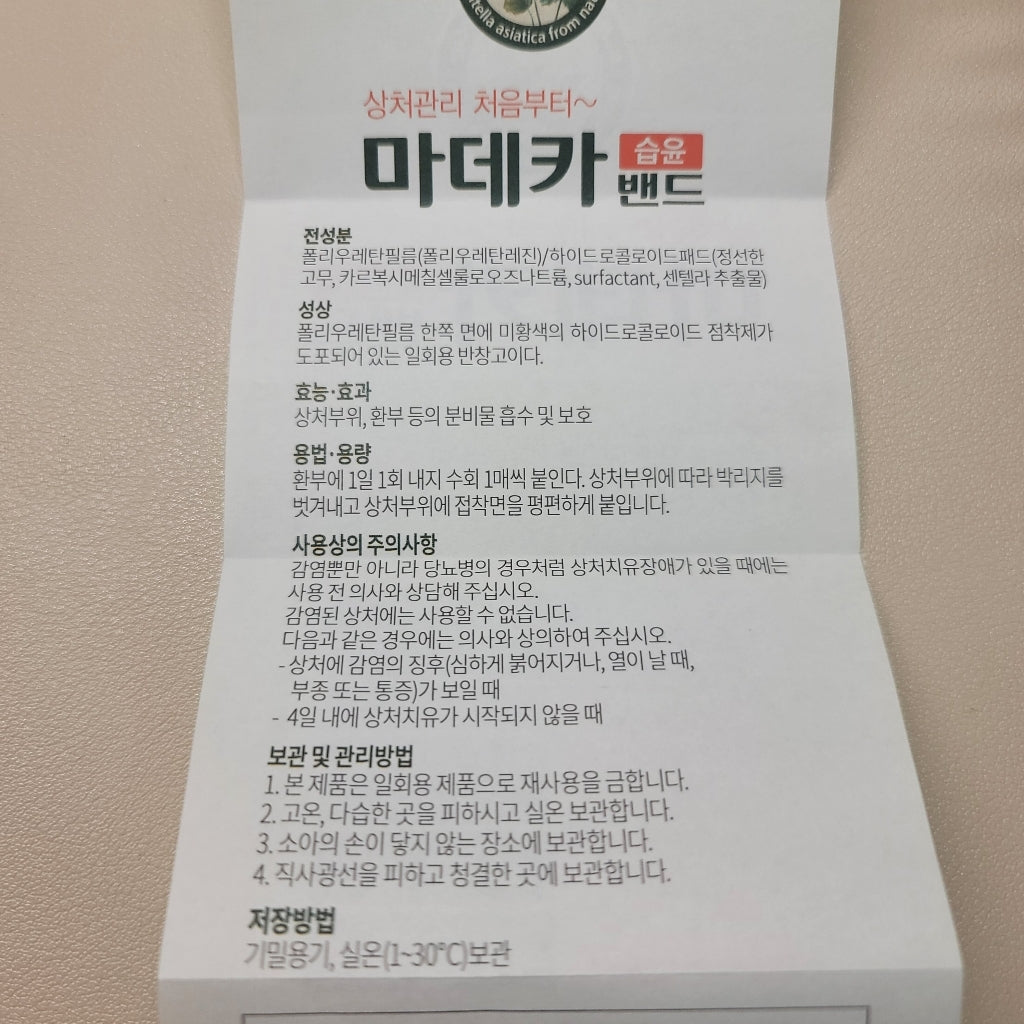 tella asiatica from na
상처관리 처음부터~
마데카 습윤 밴드
전성분
폴리우레탄필름(폴리우레탄레진)/하이드로콜로이드패드(정선한
고무, 카르복시메칠셀룰로오즈나트륨, surfactant, 센텔라 추출물)
성상
폴리우레탄필름 한쪽 면에 미황색의 하이드로콜로이드 점착제가
도포되어 있는 일회용 반창고이다.
효능·효과
상처부위, 환부 등의 분비물 흡수 및 보호
용법·용량
환부에 1일 1회 내지 수회 1매씩 붙인다. 상처부위에 따라 박리지를
벗겨내고 상처부위에 접착면을 평편하게 붙입니다.
사용상의 주의사항
감염뿐만 아니라 당뇨병의 경우처럼 상처치유장애가 있을 때에는
사용 전 의사와 상담해 주십시오.
감염된 상처에는 사용할 수 없습니다.
다음과 같은 경우에는 의사와 상의하여 주십시오.
- 상처에 감염의 징후(심하게 붉어지거나, 열이 날 때,
부종 또는 통증)가 보일 때
- 4일 내에 상처치유가 시작되지 않을 때
보관 및 관리방법
1. 본 제품은 일회용 제품으로 재사용을 금합니다.
2. 고온, 다습한 곳을 피하시고 실온 보관합니다.
3. 소아의 손이 닿지 않는 장소에 보관합니다.
4. 직사광선을 피하고 청결한 곳에 보관합니다.
저장방법
기밀용기, 실온(1~30℃)보관